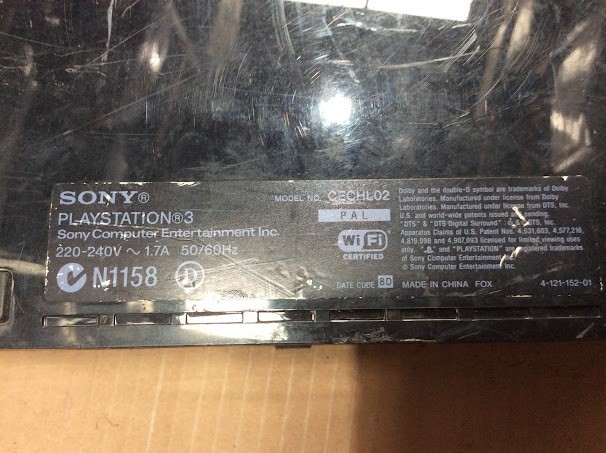 SONY®
PLAYSTATION®3
Sony Computer Entertainment Inc.
220-240V ~ 1.7A 50/60Hz
N1158 D
MODEL NO. CECHL02
PAL
Wi Fi
CERTIFIED
DATE CODE 8D MADE IN CHINA FOX 4-121-152-01
Dolby and the double-D symbol are trademarks of Dolby
Laboratories. Manufactured under license from Dolby
Laboratories. Manufactured under license from DTS, Inc.
U.S. and world-wide patents issued pending.
"DTS" & "DTS Digital Surround" DTS, Inc.
Apparatus Claims of U.S. Patent Nos. 4,631,603, 4,577,216,
4,819,098 and 4,907,093 licensed for limited viewing uses
only. and "PLAYSTATION" are registered trademarks
of Sony Computer Entertainment Inc.
© Sony Computer Entertainment Inc.